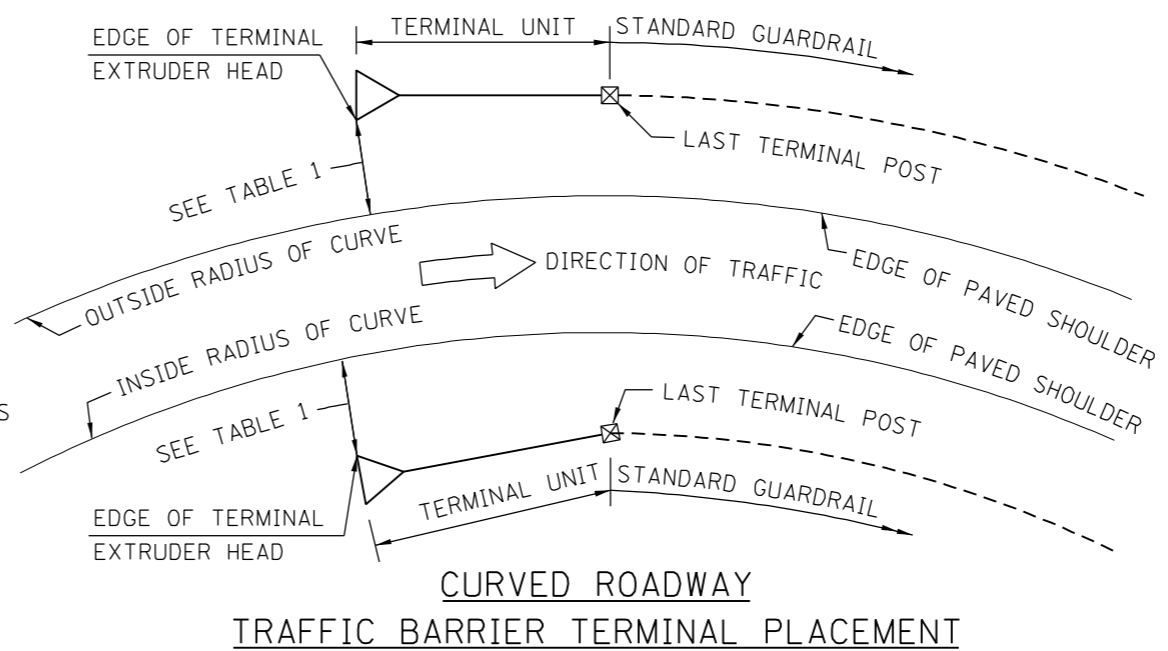 EDGE OF TERMINAL
EXTRUDER HEAD
TERMINAL UNIT
STANDARD GUARDRAIL
LAST TERMINAL POST
SEE TABLE 1
OUTSIDE RADIUS OF CURVE
DIRECTION OF TRAFFIC
EDGE OF PAVED SHOULDER
INSIDE RADIUS OF CURVE
EDGE OF PAVED SHOULDER
S
SEE TABLE 1
LAST TERMINAL POST
TERMINAL UNIT
STANDARD GUARDRAIL
EDGE OF TERMINAL
EXTRUDER HEAD
CURVED ROADWAY
TRAFFIC BARRIER TERMINAL PLACEMENT